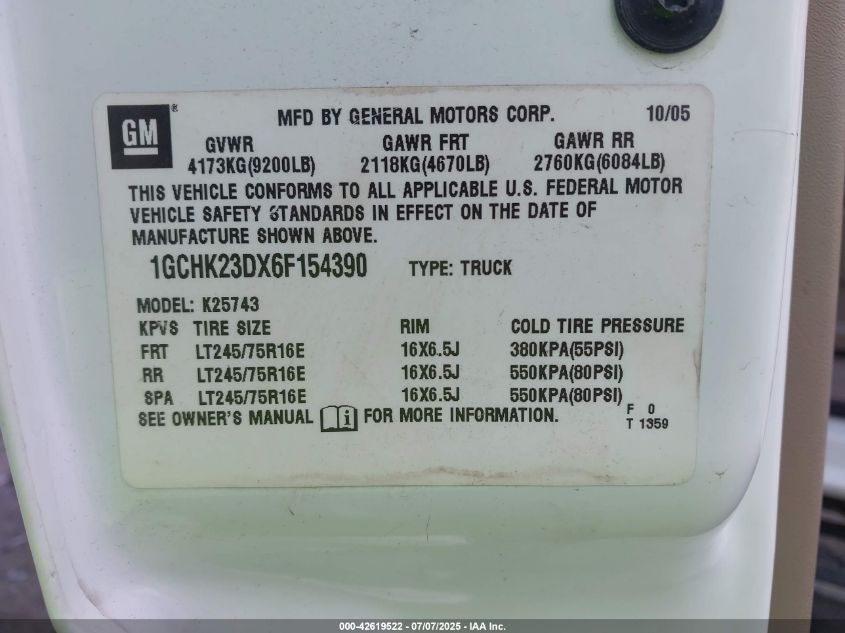 GM®
MFD BY GENERAL MOTORS CORP. 10/05
GVWR GAWR FRT GAWR RR
4173KG(9200LB) 2118KG(4670LB) 2760KG(6084LB)
THIS VEHICLE CONFORMS TO ALL APPLICABLE U.S. FEDERAL MOTOR
VEHICLE SAFETY STANDARDS IN EFFECT ON THE DATE OF
MANUFACTURE SHOWN ABOVE.
1GCHK23DX6F154390 TYPE: TRUCK
MODEL: K25743
KPVS TIRE SIZE RIM COLD TIRE PRESSURE
FRT LT245/75R16E 16X6.5J 380KPA(55PSI)
RR LT245/75R16E 16X6.5J 550KPA(80PSI)
SPA LT245/75R16E 16X6.5J 550KPA(80PSI)
SEE OWNER'S MANUAL i FOR MORE INFORMATION.
F 0
T 1359
000-42619522 - 07/07/2025 - IAA Inc.